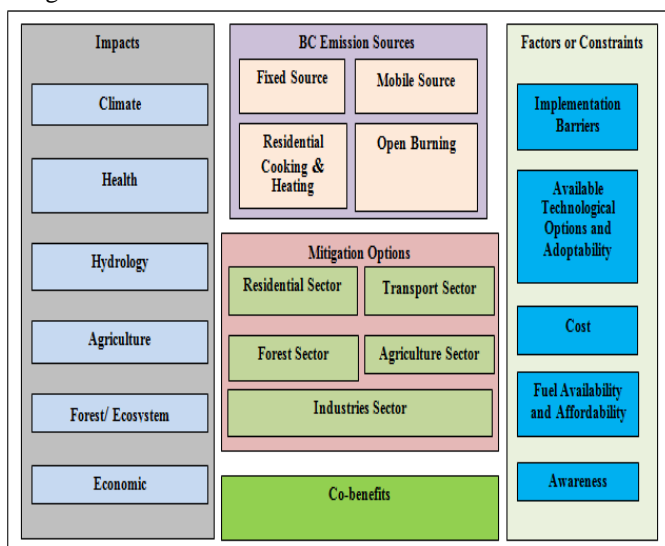 Impacts
Climate
Health
Hydrology
Agriculture
Forest/ Ecosystem
Economic
BC Emission Sources
Fixed Source
Mobile Source
Residential
Cooking &
Heating
Open Burning
Mitigation Options
Residential Sector
Transport Sector
Forest Sector
Agriculture Sector
Industries Sector
Co-benefits
Factors or Constraints
Implementation
Barriers
Available
Technological
Options and
Adoptability
Cost
Fuel Availability
and Affordability
Awareness